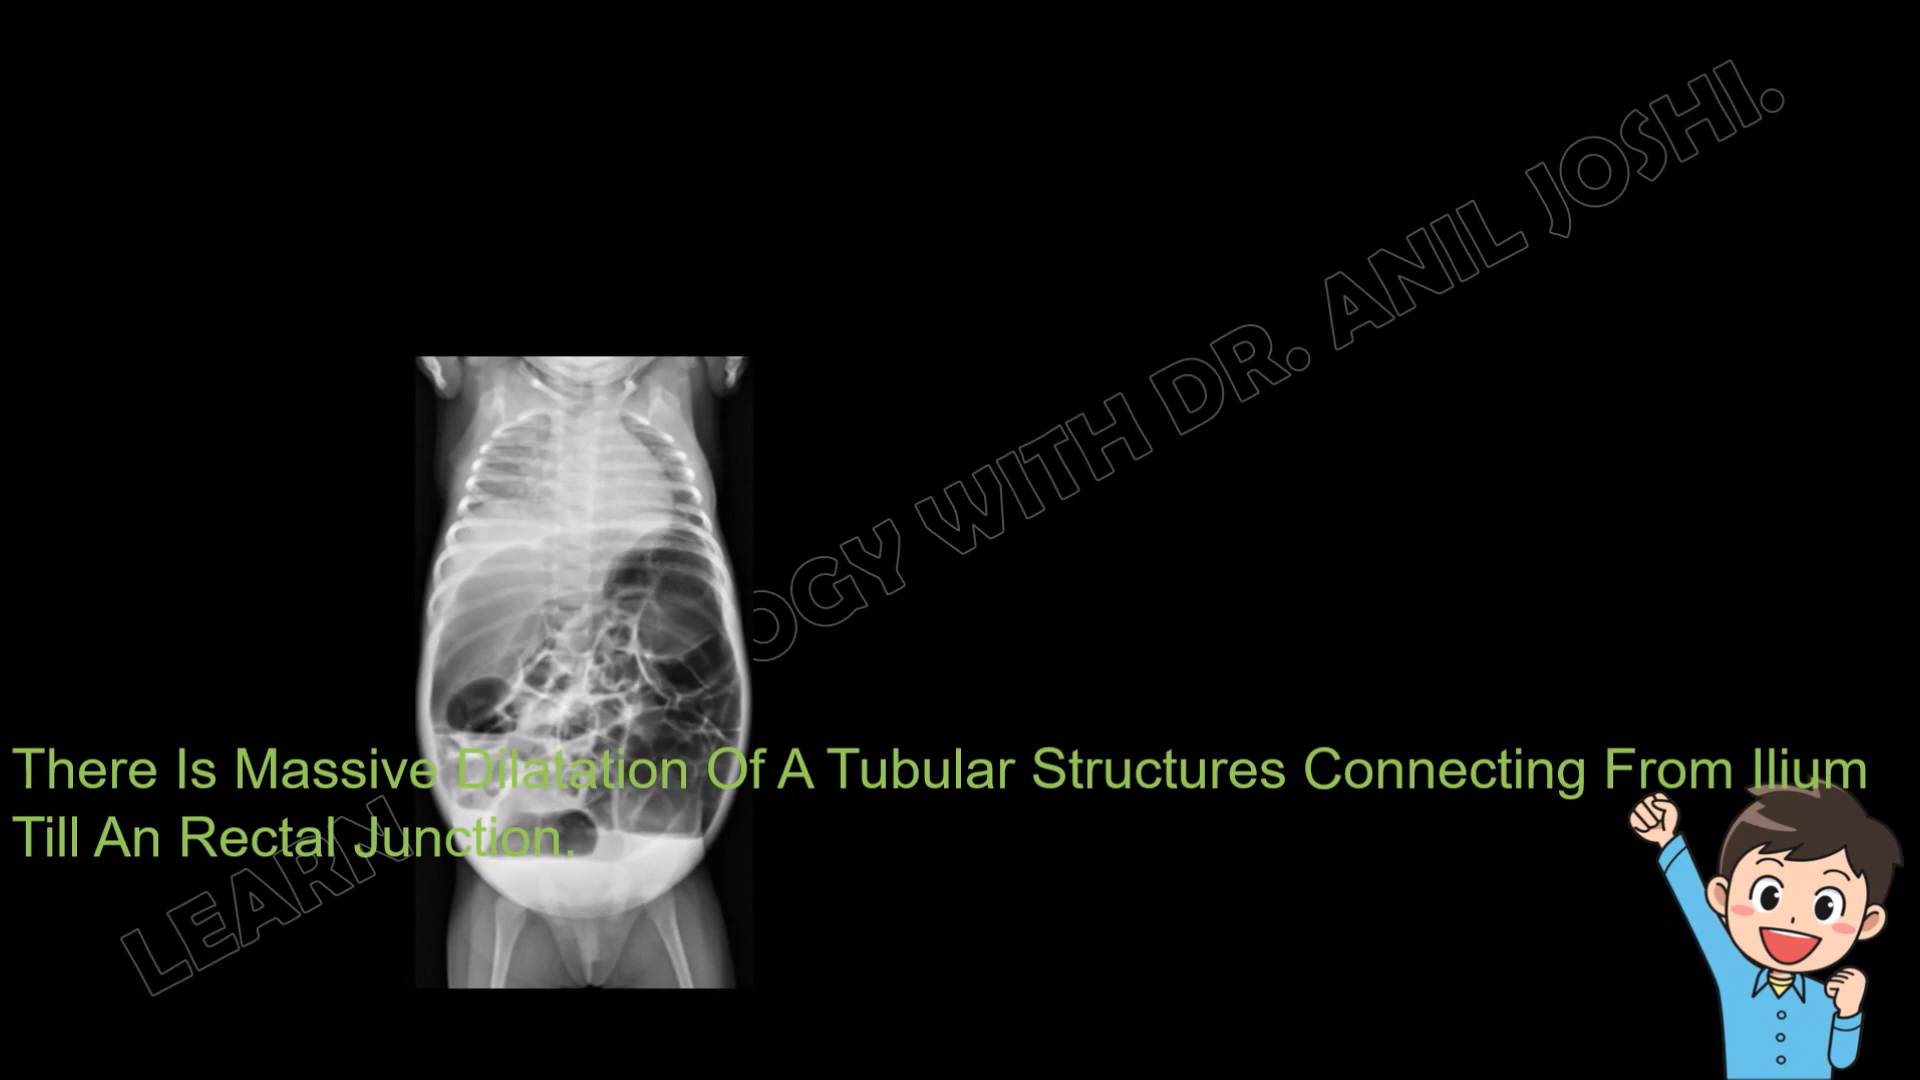 LEARN OGY WITH DR. ANIL JOSHI.
There Is Massive Dilatation Of A Tubular Structures Connecting From Ilium
Till An Rectal Junction.